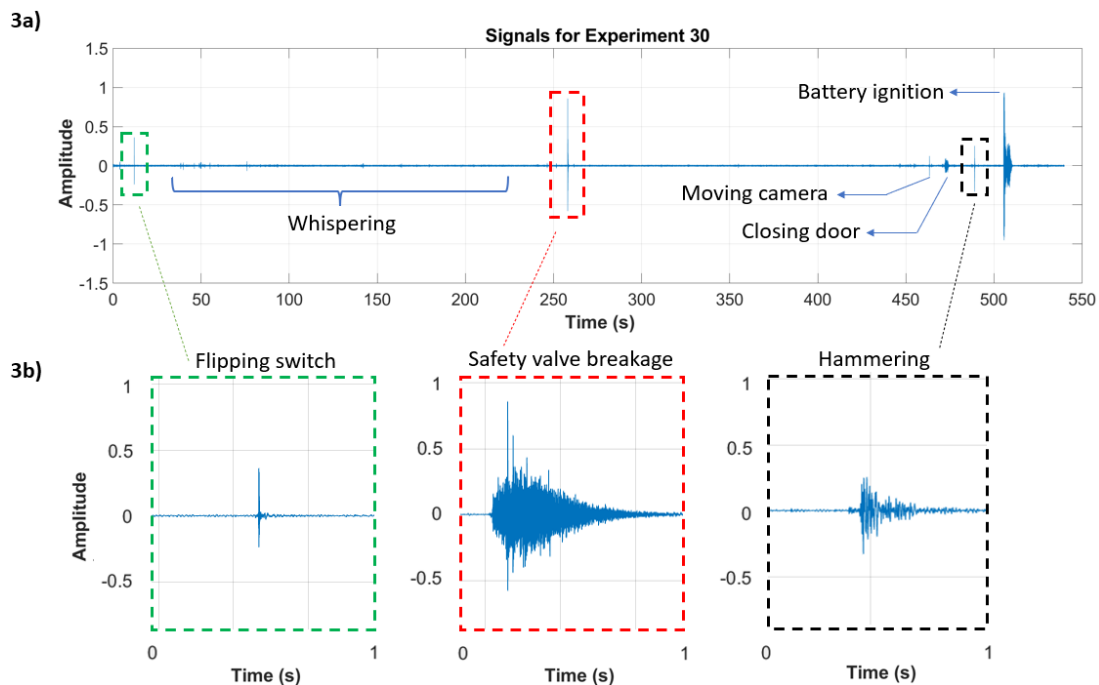 3a)
Signals for Experiment 30
1.5
1
0.5
0
-0.5
-1
-1.5
Amplitude
Battery ignition
Whispering
Moving camera
Closing door
0 50 100 150 200 250 300 350 400 450 500 550
Time (s)
3b)
Flipping switch
Safety valve breakage
Hammering
1
0.5
0
-0.5
Amplitude
0 1
Time (s)
1
0.5
0
-0.5
0 1
Time (s)
1
0.5
0
-0.5
0 1
Time (s)